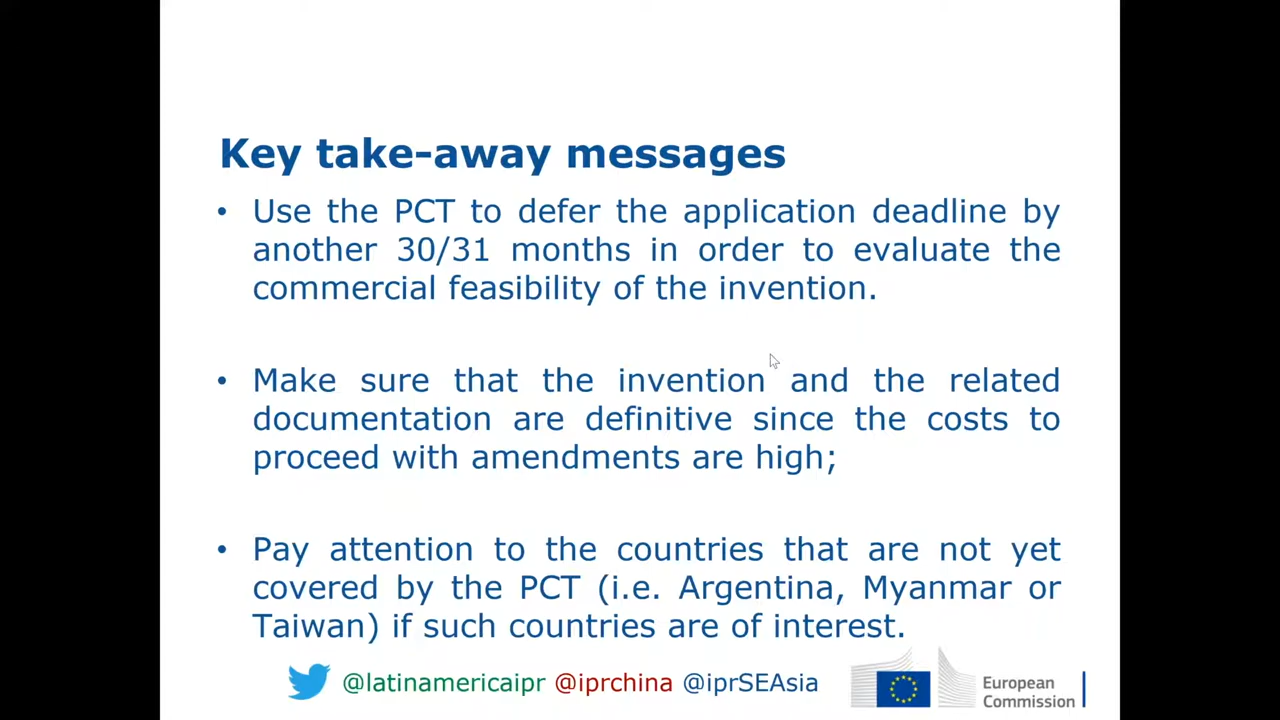 Key take-away messages
• Use the PCT to defer the application deadline by
another 30/31 months in order to evaluate the
commercial feasibility of the invention.
• Make sure that the invention and the related
documentation are definitive since the costs to
proceed with amendments are high;
• Pay attention to the countries that are not yet
covered by the PCT (i.e. Argentina, Myanmar or
Taiwan) if such countries are of interest.
@latinamericaipr @iprchina @iprSEAsia
European
Commission